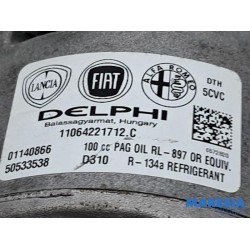 LANCIA FIAT ALFA ROMEO DTH
5CVC
DELPHI
Balassagyarmat, Hungary
11064221712.C
01140866 100 cc PAG OIL RL-897 OR EQUIV.
50533538 D310 R-134a REFRIGERANT